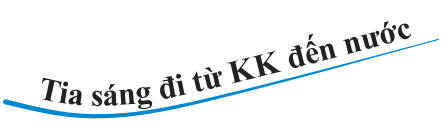 Tia sáng đi từ KK đến nước